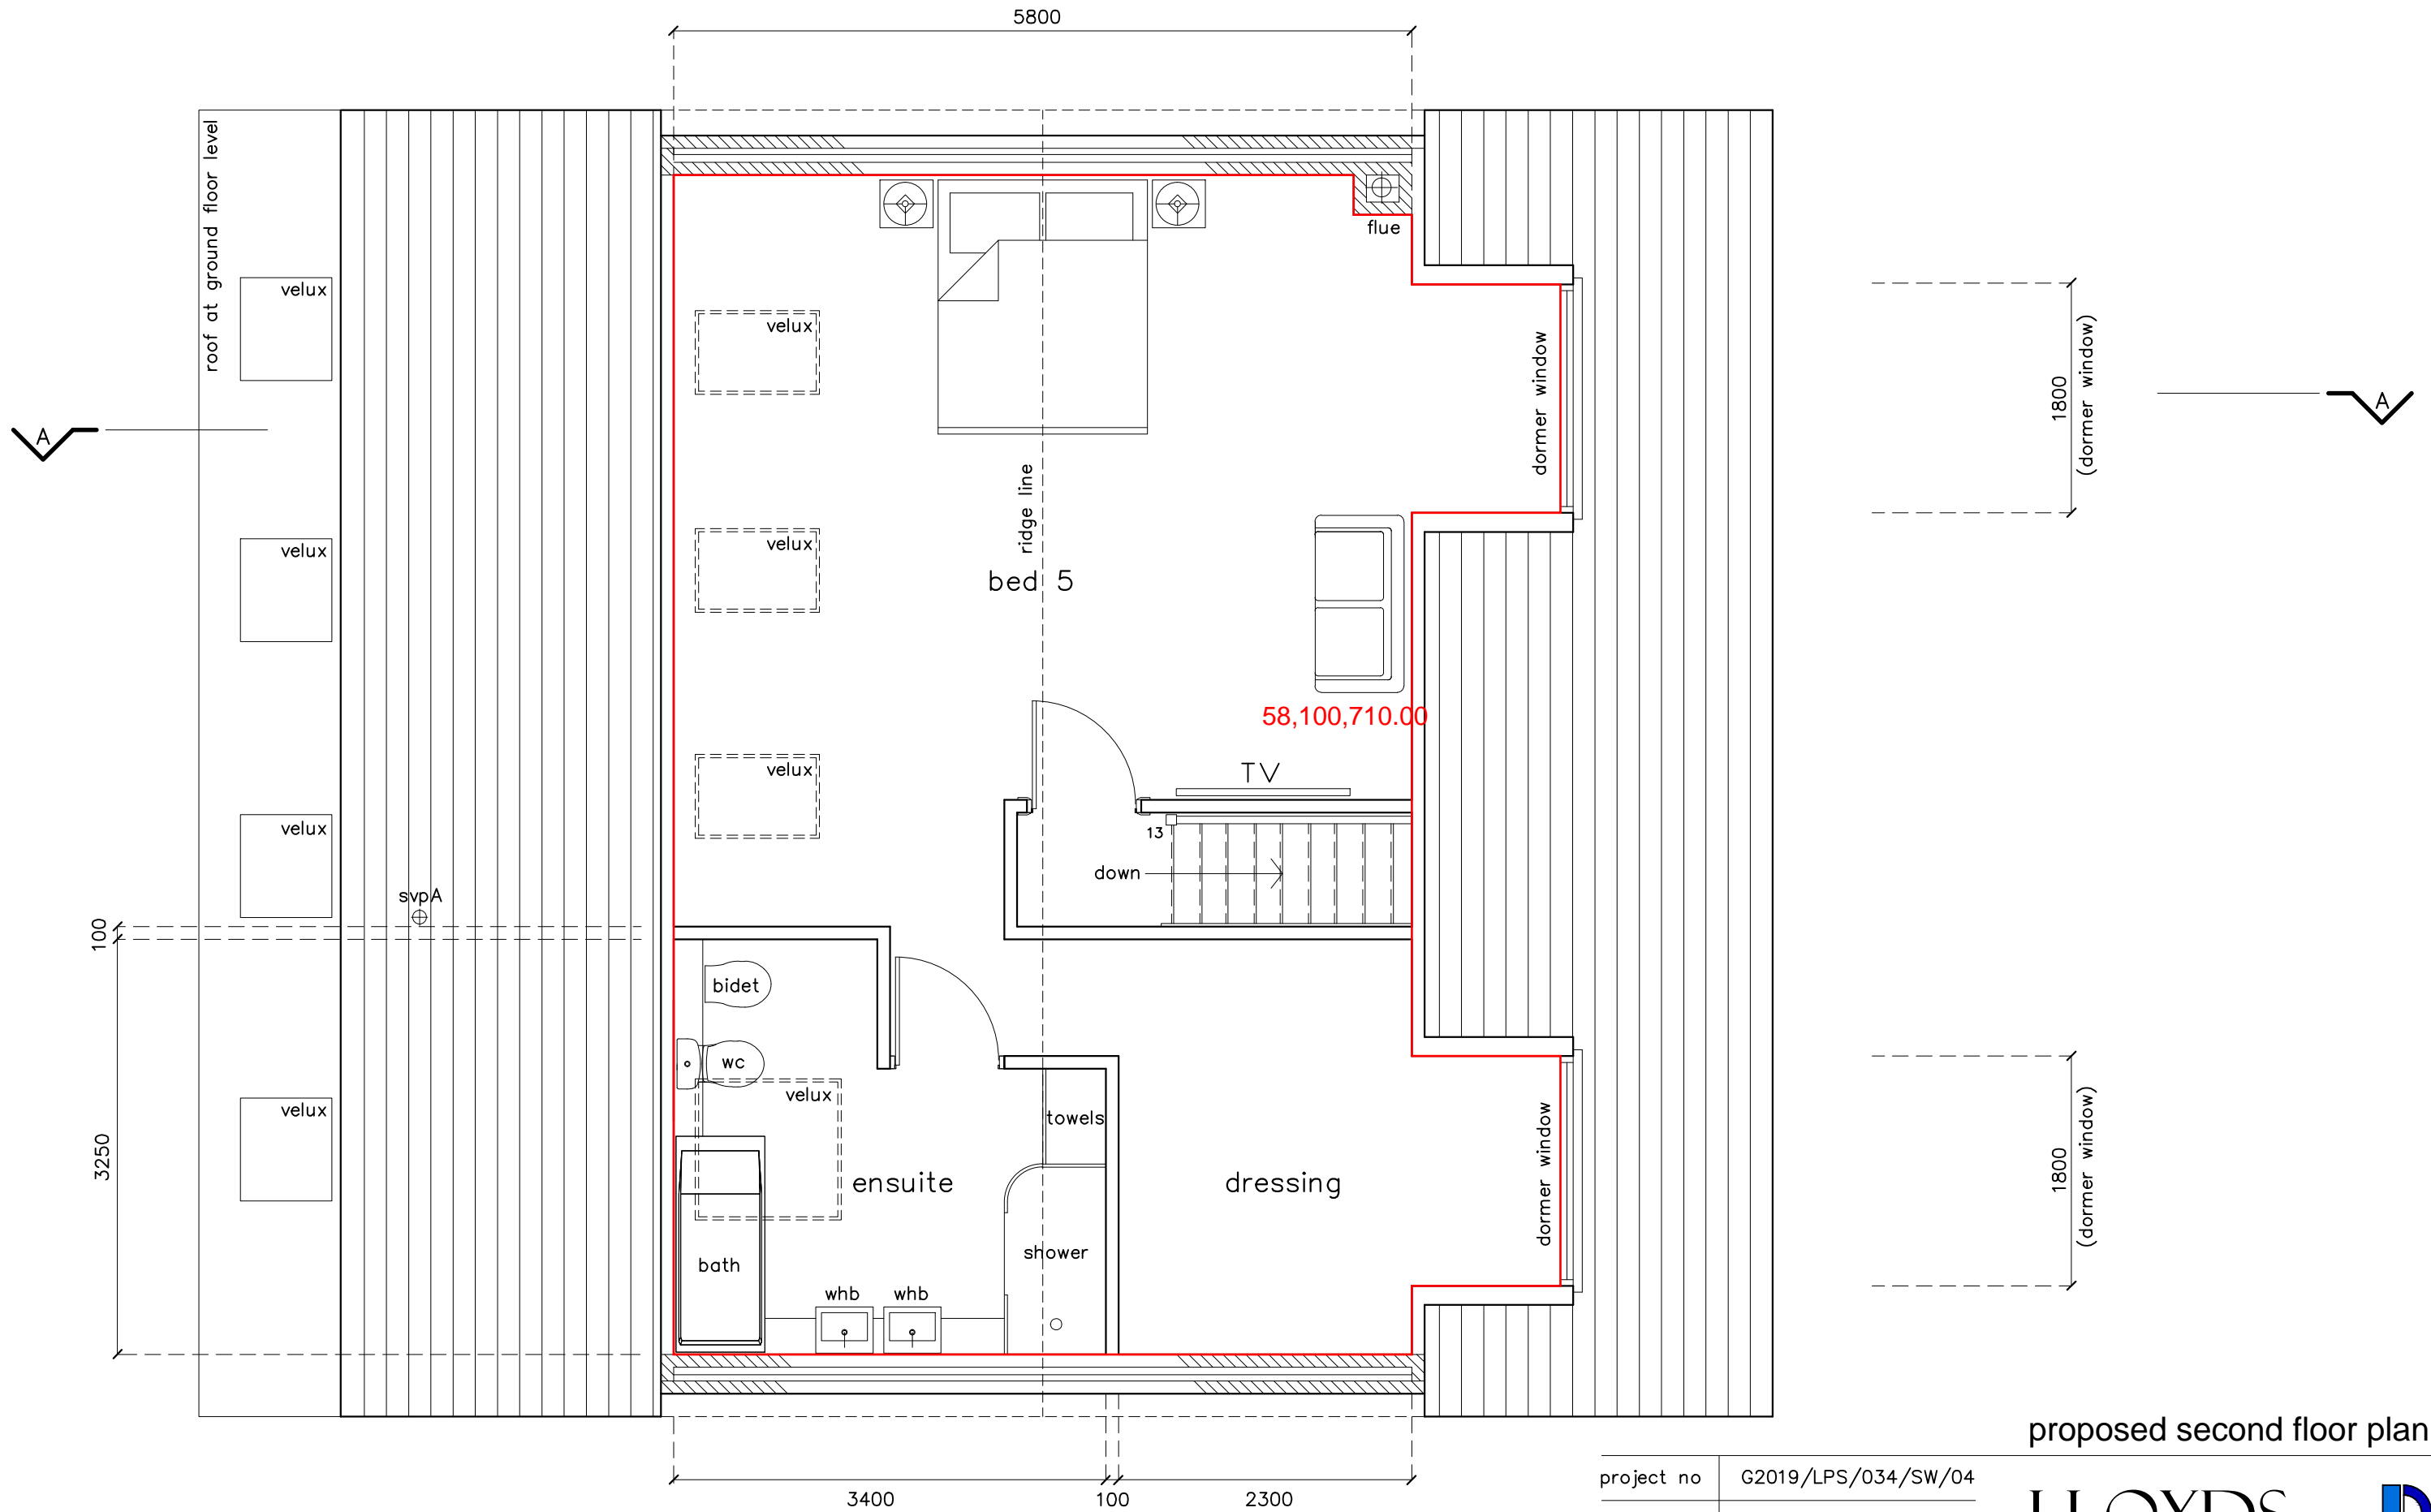 5800
roof at ground floor level
velux
flue
velux
dormer window
1800
(dormer window)
A
A
ridge line
velux
velux
bed 5
58,100,710.00
TV
velux
velux
13
down
svpA
100
bidet
wc
velux
towels
velux
3250
ensuite
dressing
dormer window
1800
(dormer window)
shower
bath
whb
whb
proposed second floor plan
project no
G2019/LPS/034/SW/04
3400
100
2300
LLOYDS